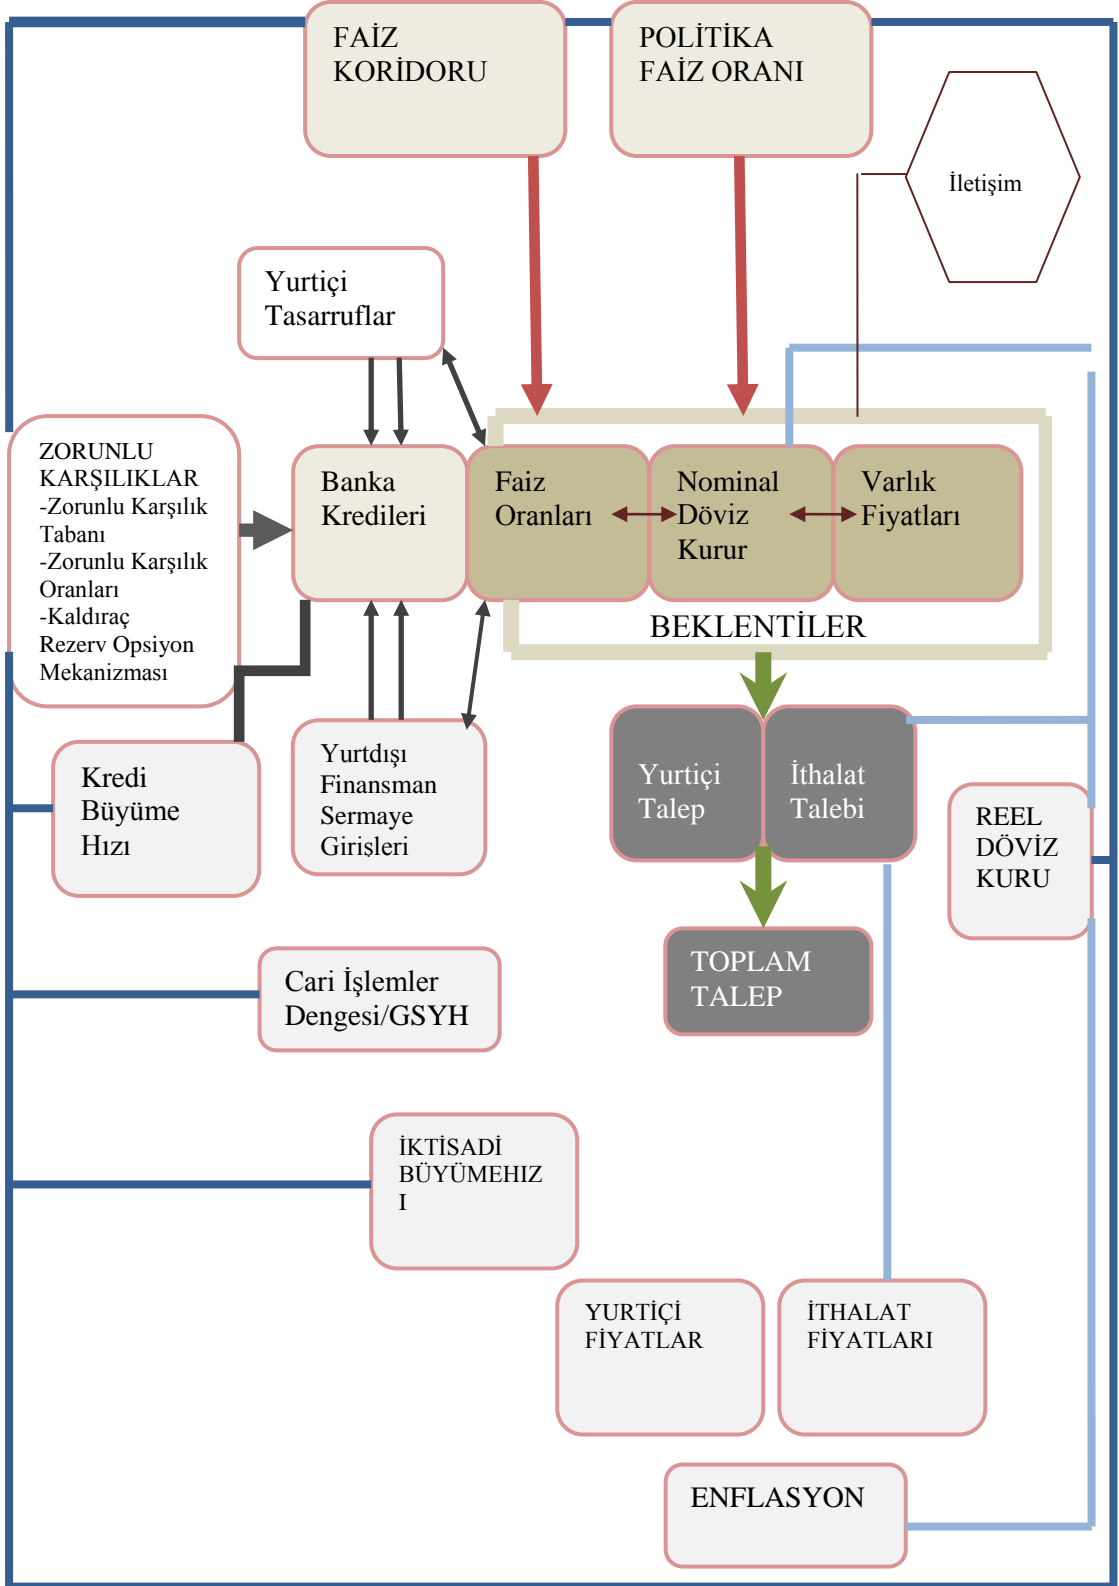 FAİZ
KORİDORU
POLİTİKA
FAİZ ORANI
İletişim
Yurtiçi
Tasarruflar
ZORUNLU
KARŞILIKLAR
-Zorunlu Karşılık
Tabanı
-Zorunlu Karşılık
Oranları
-Kaldıraç
Rezerv Opsiyon
Mekanizması
Banka
Kredileri
Faiz
Oranları
Nominal
Döviz
Kurur
Varlık
Fiyatları
BEKLENTİLER
Kredi
Büyüme
Hızı
Yurtdışı
Finansman
Sermaye
Girişleri
Yurtiçi
Talep
İthalat
Talebi
REEL
DÖVİZ
KURU
TOPLAM
TALEP
Cari İşlemler
Dengesi/GSYH
İKTİSADİ
BÜYÜMEHIZ
I
YURTİÇİ
FİYATLAR
İTHALAT
FİYATLARI
ENFLASYON